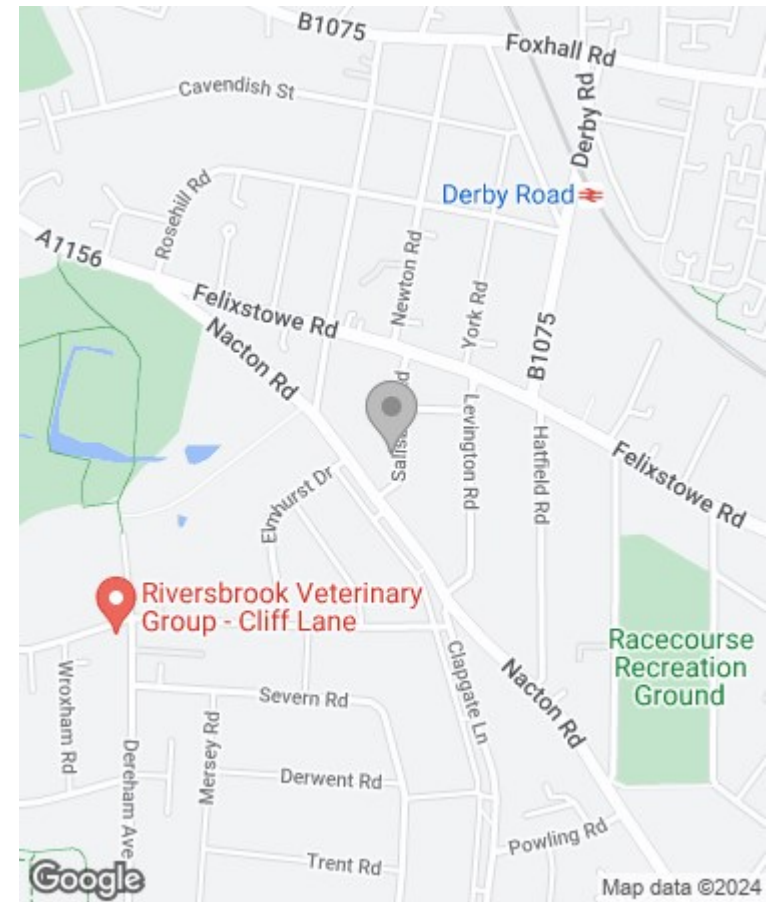 B1075
Foxhall Rd
Cavendish St
Derby Rd
Derby Road
Rosehill Rd
A1156
Newton Rd
Felixstowe Rd
York Rd
Nacton Rd
B1075
Levington Rd
Hatfield Rd
Felixstowe Rd
Elmhurst Dr
Riversbrook Veterinary
Group - Cliff Lane
Racecourse
Recreation
Ground
Clapgate Ln
Nacton Rd
Wroxham Rd
Severn Rd
Mersey Rd
Dereham Ave
Derwent Rd
Powling Rd
Trent Rd
Google
Map data ©2024